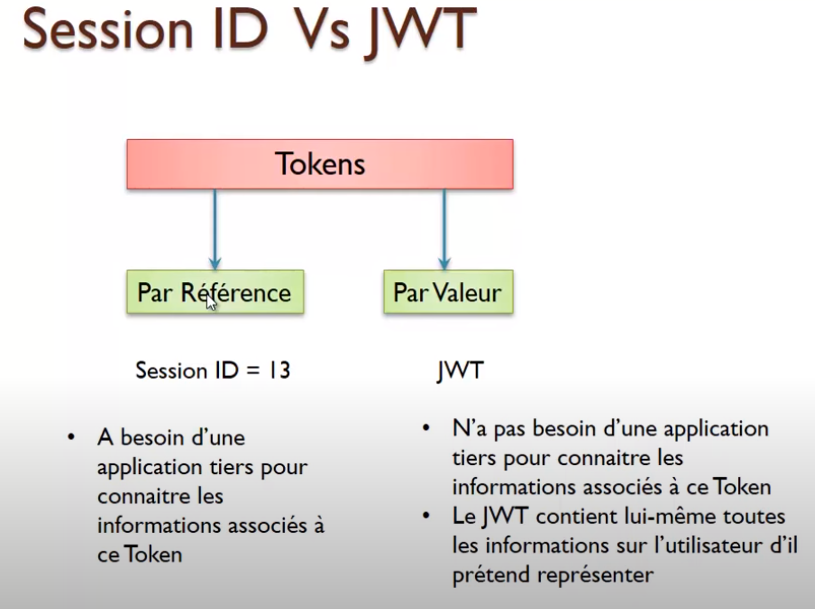 Session ID Vs JWT
Tokens
Par Référence
Par Valeur
Session ID = 13
JWT
• A besoin d'une
application tiers pour
connaitre les
informations associés à
ce Token
• N'a pas besoin d'une application
tiers pour connaitre les
informations associés à ce Token
• Le JWT contient lui-même toutes
les informations sur l'utilisateur d'il
prétend représenter